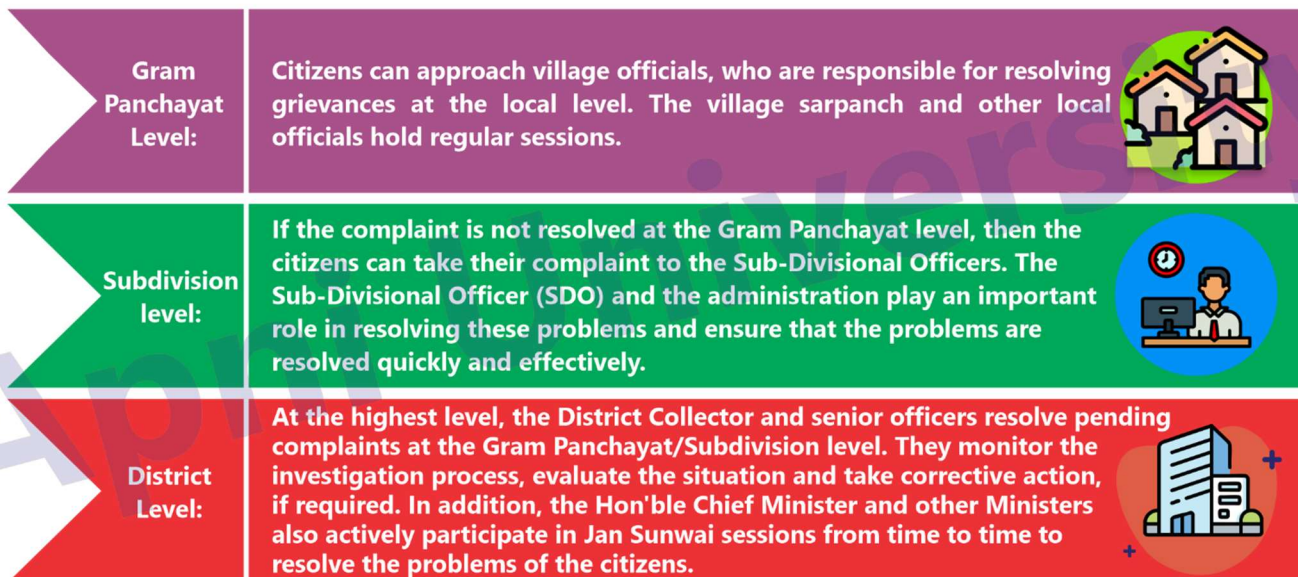 Gram
Panchayat
Level:
Citizens can approach village officials, who are responsible for resolving
grievances at the local level. The village sarpanch and other local
officials hold regular sessions.
Subdivision
level:
If the complaint is not resolved at the Gram Panchayat level, then the
citizens can take their complaint to the Sub-Divisional Officers. The
Sub-Divisional Officer (SDO) and the administration play an important
role in resolving these problems and ensure that the problems are
resolved quickly and effectively.
District
Level:
At the highest level, the District Collector and senior officers resolve pending
complaints at the Gram Panchayat/Subdivision level. They monitor the
investigation process, evaluate the situation and take corrective action,
if required. In addition, the Hon'ble Chief Minister and other Ministers
also actively participate in Jan Sunwai sessions from time to time to
resolve the problems of the citizens.
Apni University